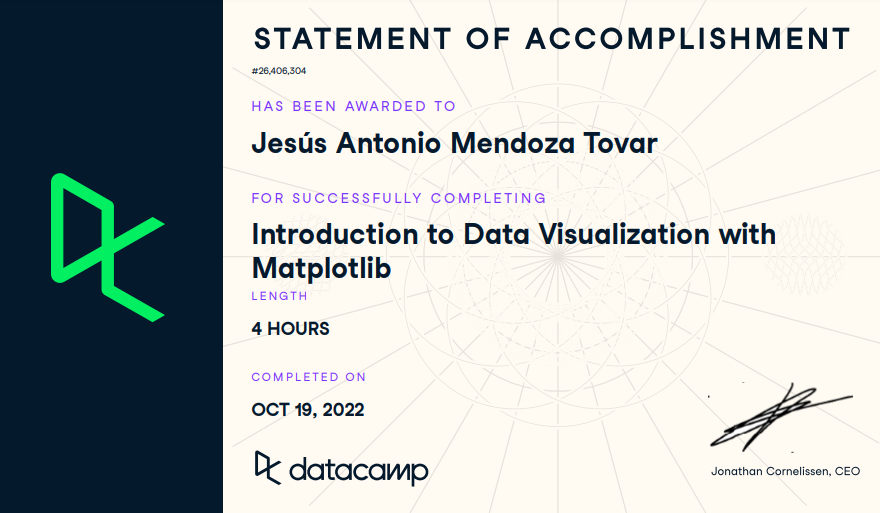 STATEMENT OF ACCOMPLISHMENT
#26,406,304
HAS BEEN AWARDED TO
Jesús Antonio Mendoza Tovar
FOR SUCCESSFULLY COMPLETING
Introduction to Data Visualization with
Matplotlib
LENGTH
4 HOURS
COMPLETED ON
OCT 19, 2022
datacamp
Jonathan Cornelissen, CEO